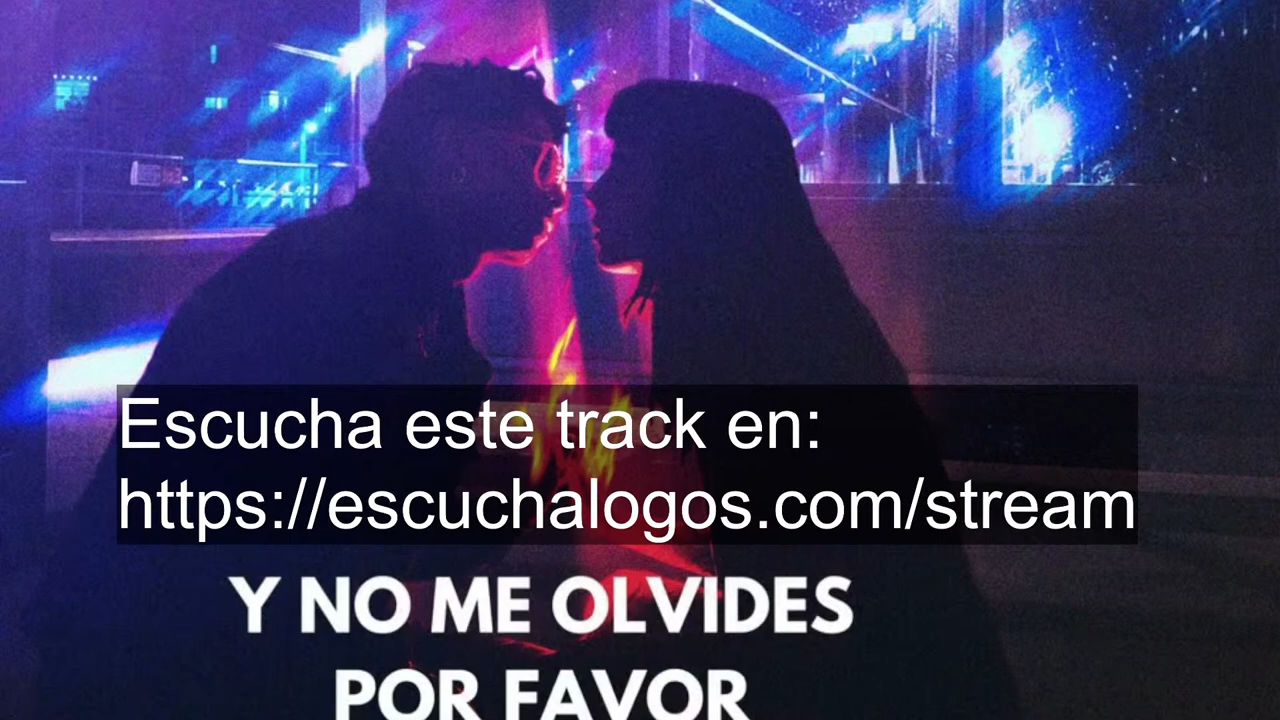 Escucha este track en:
https://escuchalogos.com/stream
Y NO ME OLVIDES
POR FAVOR